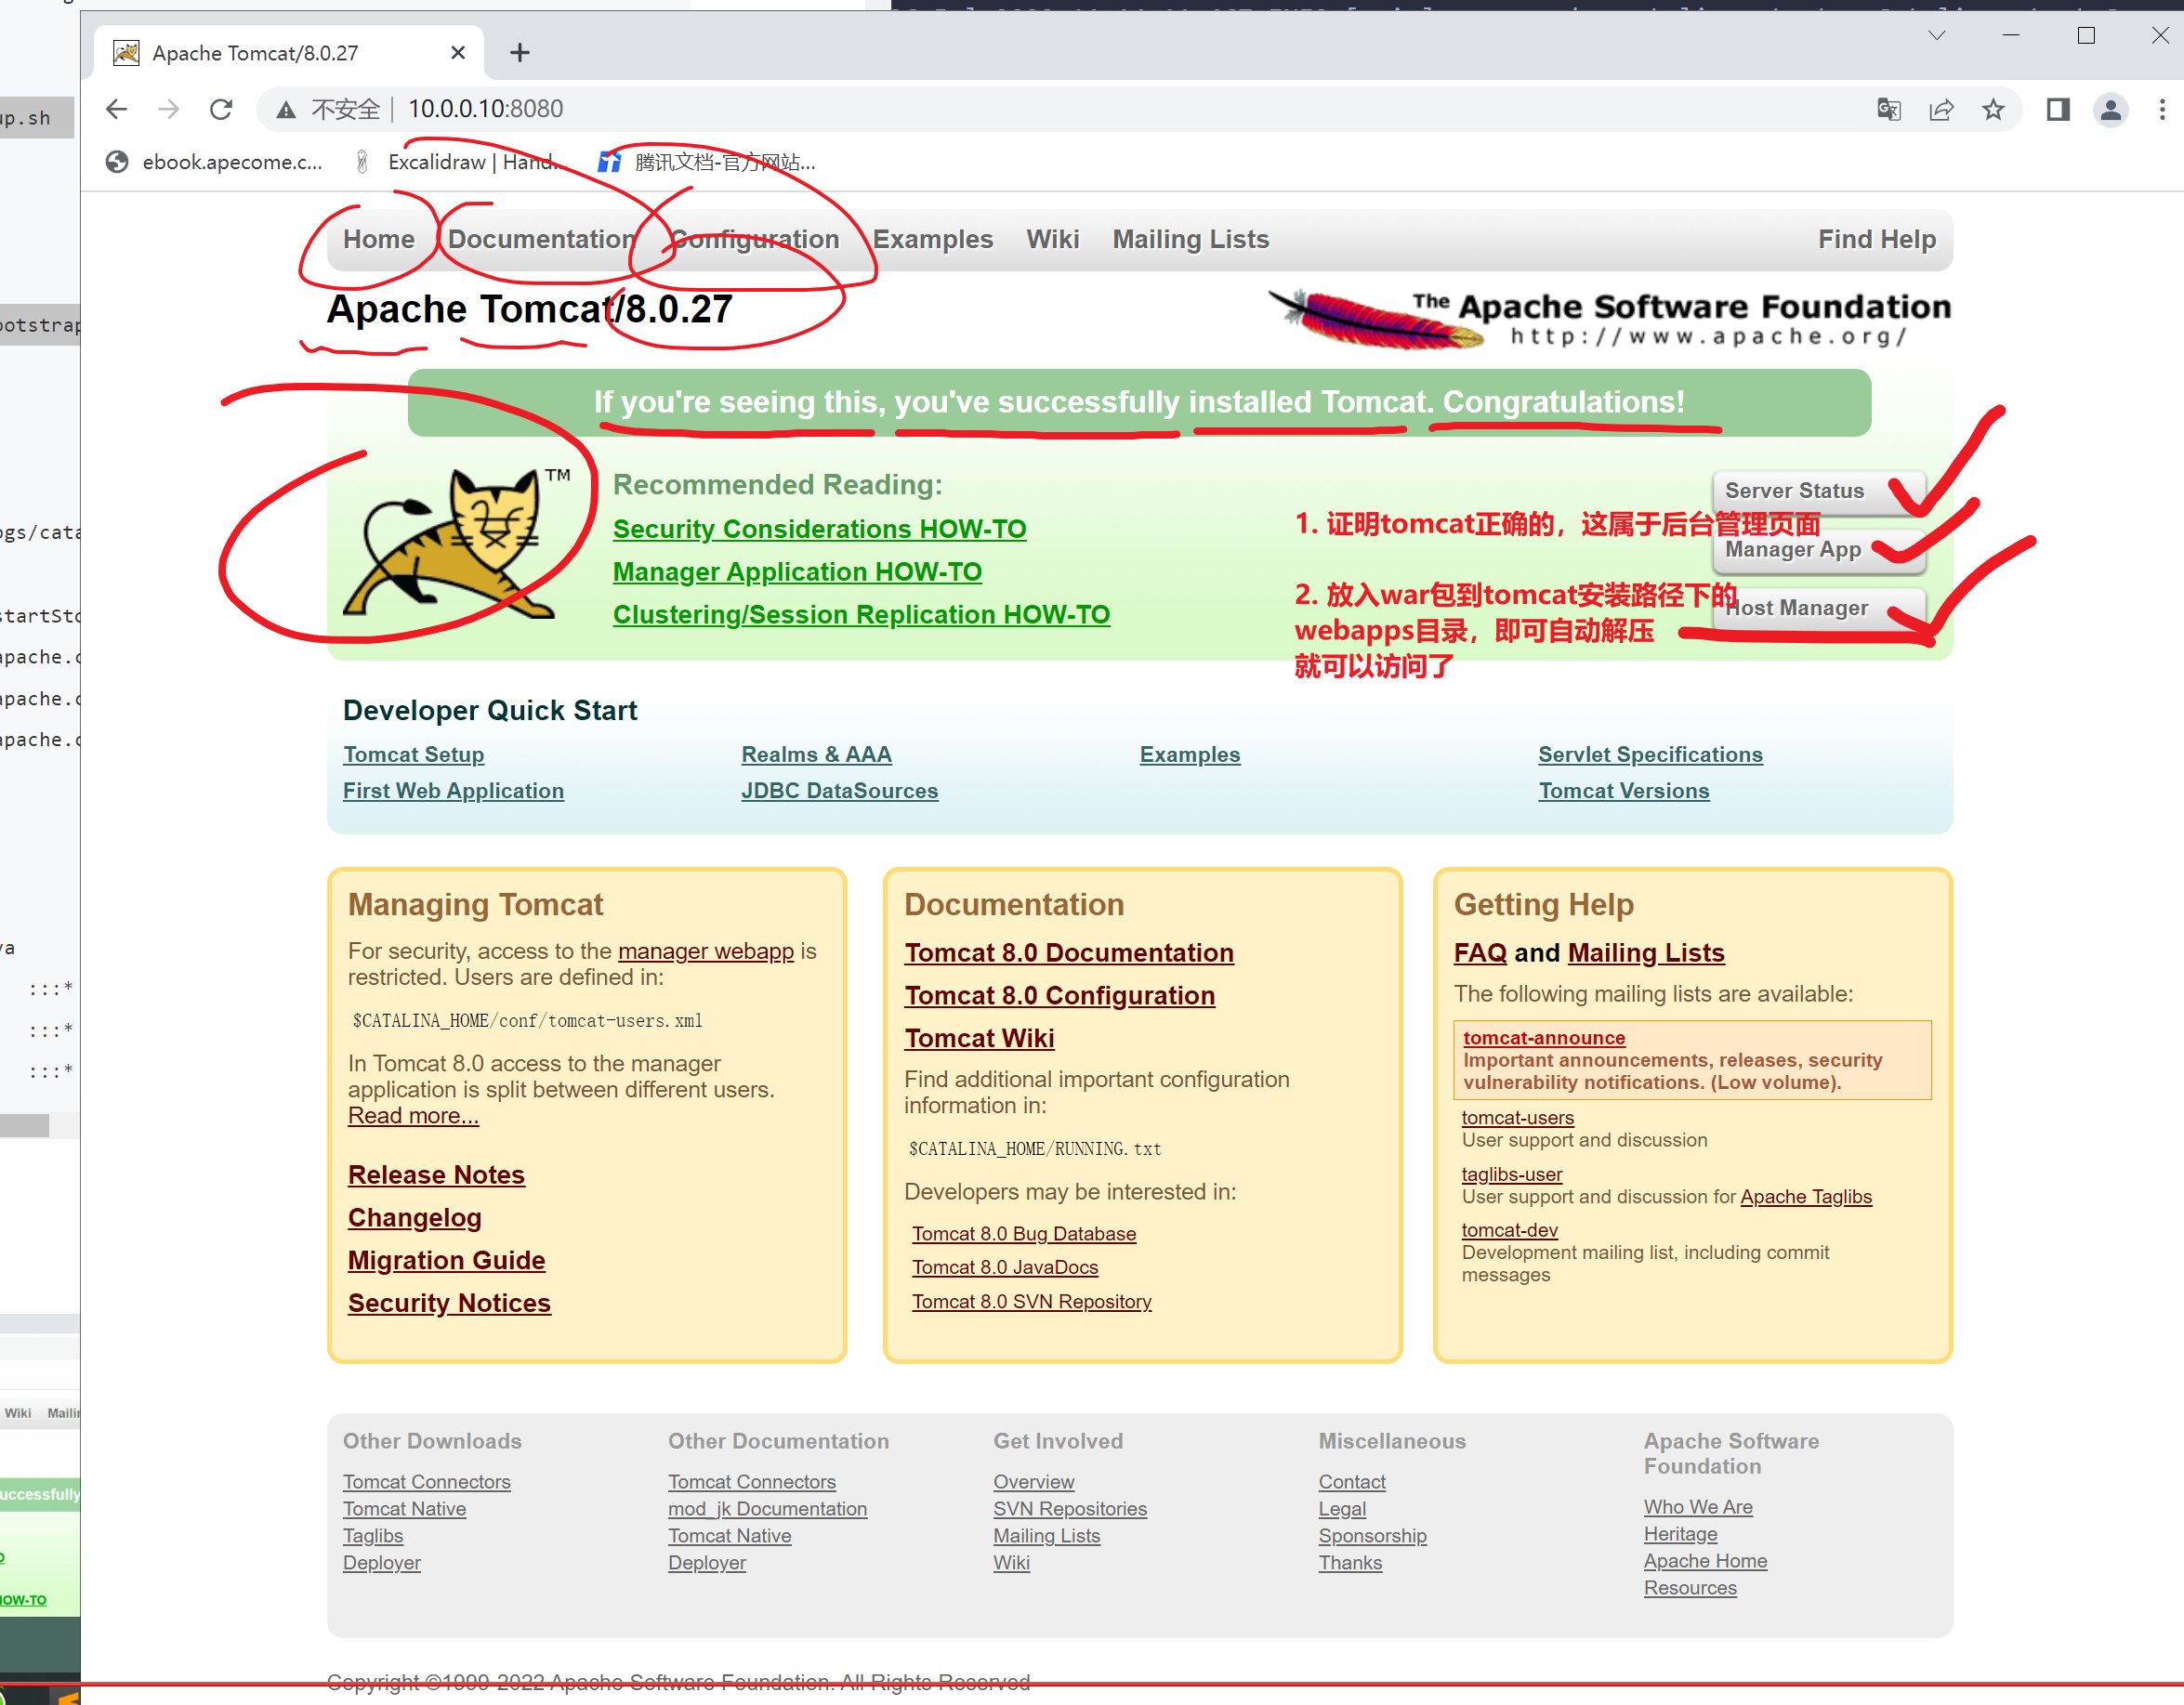 Apache Tomcat/8.0.27
不安全 10.0.0.10:8080
ebook.apecome.c...
Excalidraw | Hand...
腾讯文档-官方网站...
up.sh
Home Documentation Configuration Examples Wiki Mailing Lists Find Help
Apache Tomcat/8.0.27
The Apache Software Foundation
http://www.apache.org/
If you're seeing this, you've successfully installed Tomcat. Congratulations!
TM
Recommended Reading:
Security Considerations HOW-TO
Manager Application HOW-TO
Clustering/Session Replication HOW-TO
Server Status
Manager App
Host Manager
1. 证明tomcat正确的，这属于后台管理页面
2. 放入war包到tomcat安装路径下的
webapps目录，即可自动解压
就可以访问了
Developer Quick Start
Tomcat Setup
First Web Application
Realms & AAA
JDBC DataSources
Examples
Servlet Specifications
Tomcat Versions
Managing Tomcat
For security, access to the manager webapp is
restricted. Users are defined in:
$CATALINA_HOME/conf/tomcat-users.xml
In Tomcat 8.0 access to the manager
application is split between different users.
Read more...
Release Notes
Changelog
Migration Guide
Security Notices
Documentation
Tomcat 8.0 Documentation
Tomcat 8.0 Configuration
Tomcat Wiki
Find additional important configuration
information in:
$CATALINA_HOME/RUNNING.txt
Developers may be interested in:
Tomcat 8.0 Bug Database
Tomcat 8.0 JavaDocs
Tomcat 8.0 SVN Repository
Getting Help
FAQ and Mailing Lists
The following mailing lists are available:
tomcat-announce
Important announcements, releases, security
vulnerability notifications. (Low volume).
tomcat-users
User support and discussion
taglibs-user
User support and discussion for Apache Taglibs
tomcat-dev
Development mailing list, including commit
messages
:::*
:::*
:::*
Wiki
HOW-TO
Other Downloads
Tomcat Connectors
Tomcat Native
Taglibs
Deployer
Other Documentation
Tomcat Connectors
mod_jk Documentation
Tomcat Native
Deployer
Get Involved
Overview
SVN Repositories
Mailing Lists
Wiki
Miscellaneous
Contact
Legal
Sponsorship
Thanks
Apache Software
Foundation
Who We Are
Heritage
Apache Home
Resources
Copyright ©1999-2022 Apache Software Foundation. All Rights Reserved